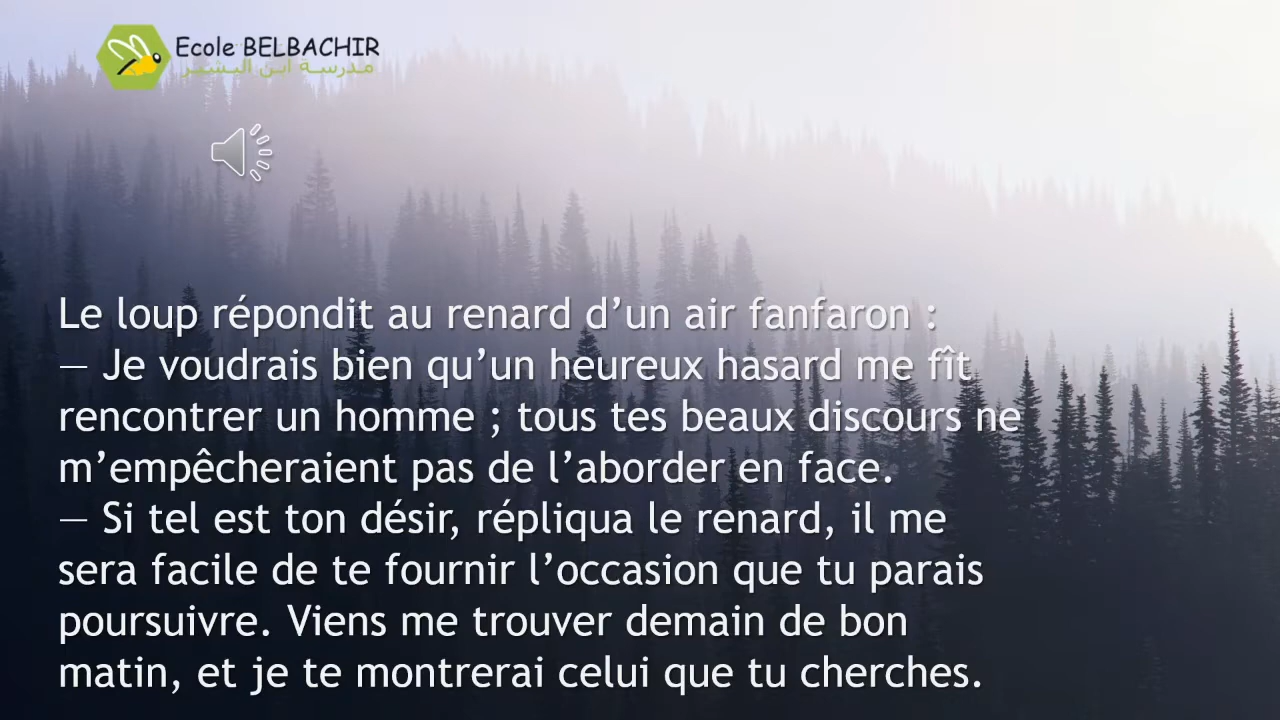 Ecole BELBACHIR
مدرسة ابن البشير
Le loup répondit au renard d’un air fanfaron :
— Je voudrais bien qu’un heureux hasard me fît
rencontrer un homme ; tous tes beaux discours ne
m’empêcheraient pas de l’aborder en face.
— Si tel est ton désir, répliqua le renard, il me
sera facile de te fournir l’occasion que tu parais
poursuivre. Viens me trouver demain de bon
matin, et je te montrerai celui que tu cherches.